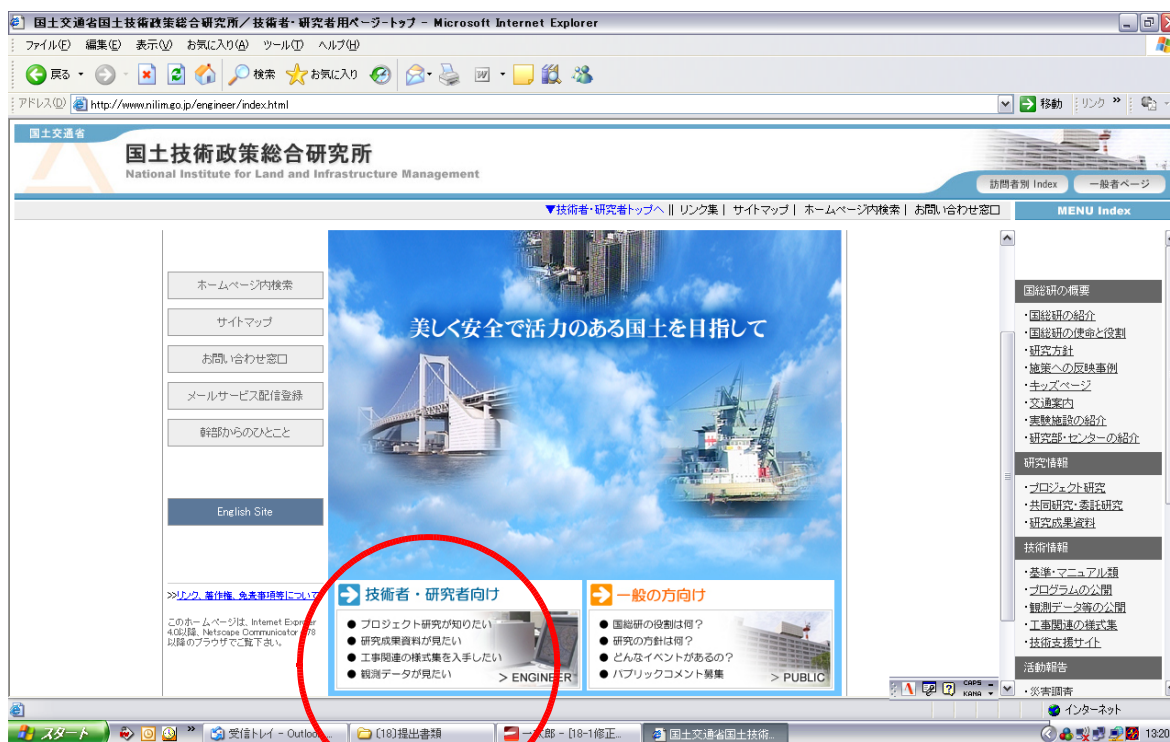 国土交通省国土技術政策総合研究所／技術者・研究者用ページ-トップ - Microsoft Internet Explorer
ファイル(F) 編集(E) 表示(V) お気に入り(A) ツール(T) ヘルプ(H)
戻る 検索 お気に入り
アドレス(D) http://www.nilim.go.jp/engineer/index.html 移動 リンク »
国土交通省
国土技術政策総合研究所
National Institute for Land and Infrastructure Management
訪問者別 Index 一般者ページ
▼技術者・研究者トップへ || リンク集 | サイトマップ | ホームページ内検索 | お問い合わせ窓口
MENU Index
ホームページ内検索
サイトマップ
お問い合わせ窓口
メールサービス配信登録
幹部からのひとこと
English Site
>>リンク、著作権、免責事項等について
このホームページは、Internet Explorer
4.0以降、Netscape Communicator 4.78
以降のブラウザでご覧下さい。
美しく安全で活力のある国土を目指して
技術者・研究者向け
● プロジェクト研究が知りたい
● 研究成果資料が見たい
● 工事関連の様式集を入手したい
● 観測データが見たい
> ENGINEER
一般の方向け
● 国総研の役割は何？
● 研究の方針は何？
● どんなイベントがあるの？
● パブリックコメント募集
> PUBLIC
国総研の概要
・国総研の紹介
・国総研の使命と役割
・研究方針
・施策への反映事例
・キッズページ
・交通案内
・実験施設の紹介
・研究部・センターの紹介
研究情報
・プロジェクト研究
・共同研究・委託研究
・研究成果資料
技術情報
・基準・マニュアル類
・プログラムの公開
・観測データ等の公開
・工事関連の様式集
・技術支援サイト
活動報告
・災害調査
A CAPS KANA
インターネット
スタート » 受信トレイ - Outloo... [18]提出書類 一太郎 - [18-1修正... 国土交通省国土技術... 13:20